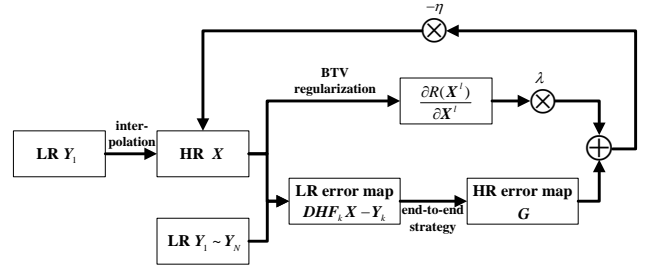 −η
BTV
regularization
∂R(X^l)
∂X^l
λ
LR Y₁
inter-
polation
HR X
LR error map
DHFₖX − Yₖ
end-to-end
strategy
HR error map
G
LR Y₁ ~ Y_N